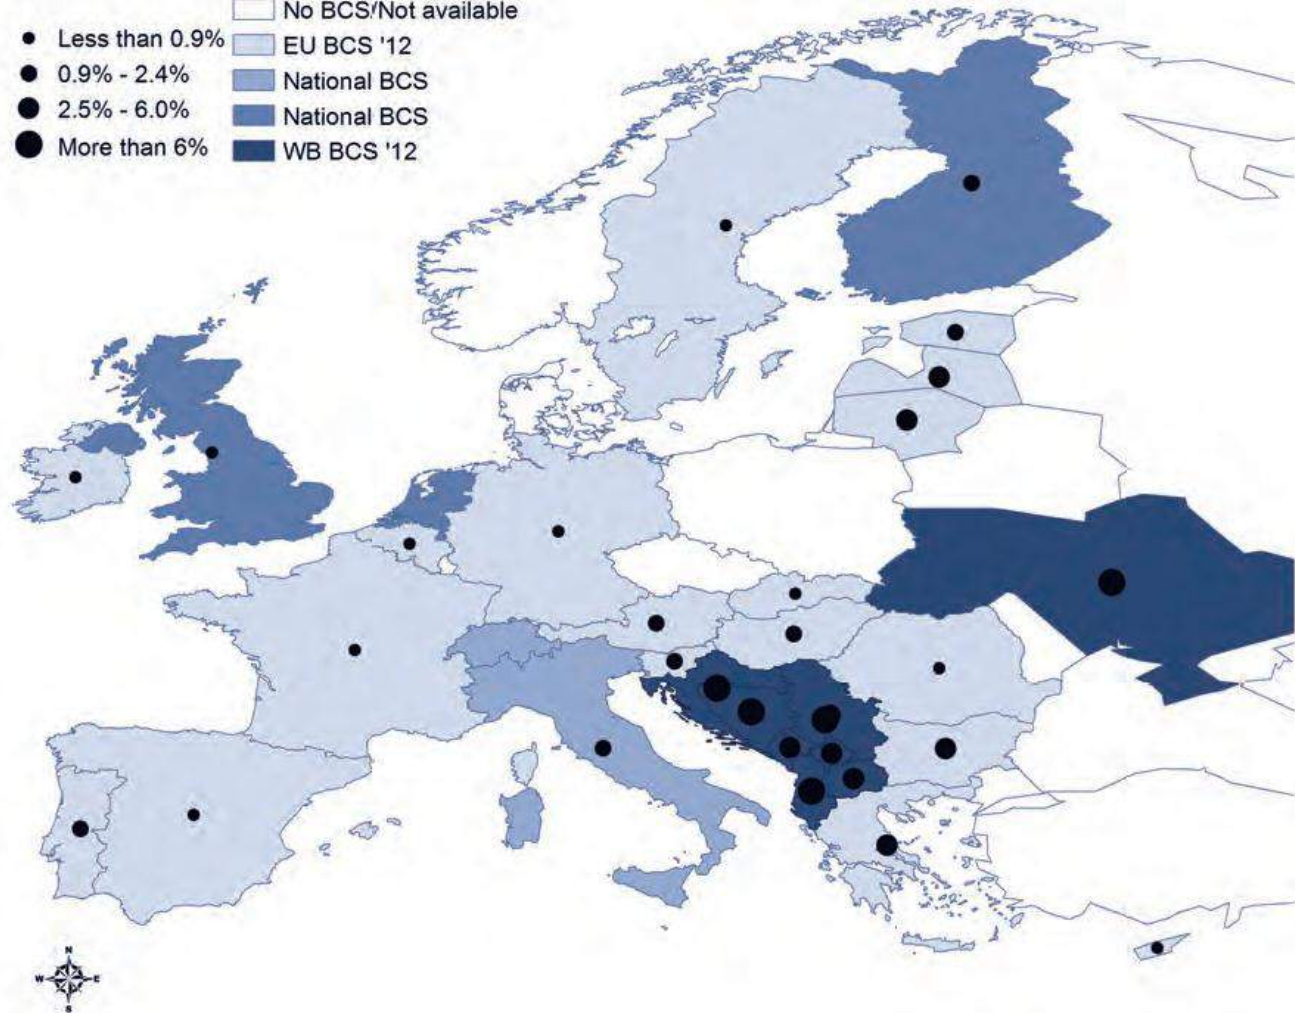 No BCS/Not available
Less than 0.9%
EU BCS '12
0.9% - 2.4%
National BCS
2.5% - 6.0%
National BCS
More than 6%
WB BCS '12
N
W E
S